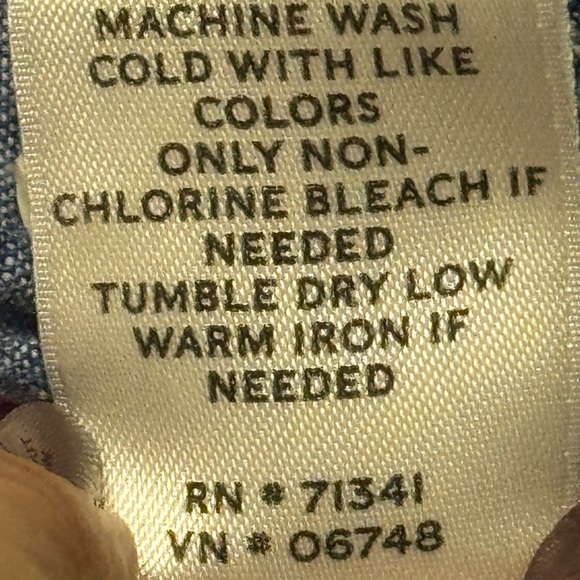 MACHINE WASH
COLD WITH LIKE
COLORS
ONLY NON-
CHLORINE BLEACH IF
NEEDED
TUMBLE DRY LOW
WARM IRON IF
NEEDED
RN # 71341
VN # 06748